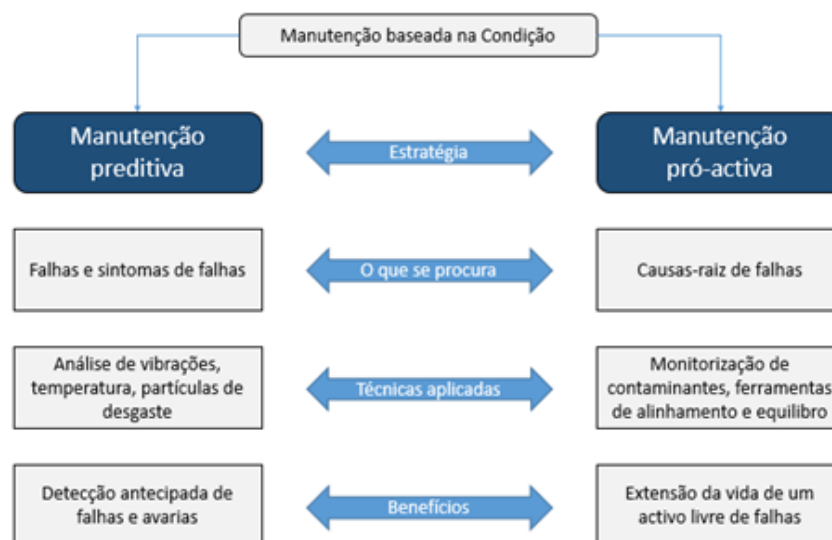 Manutenção baseada na Condição
Manutenção
preditiva
Estratégia
Manutenção
pró-activa
Falhas e sintomas de falhas
O que se procura
Causas-raiz de falhas
Análise de vibrações,
temperatura, partículas de
desgaste
Técnicas aplicadas
Monitorização de
contaminantes, ferramentas
de alinhamento e equilibro
Detecção antecipada de
falhas e avarias
Benefícios
Extensão da vida de um
activo livre de falhas